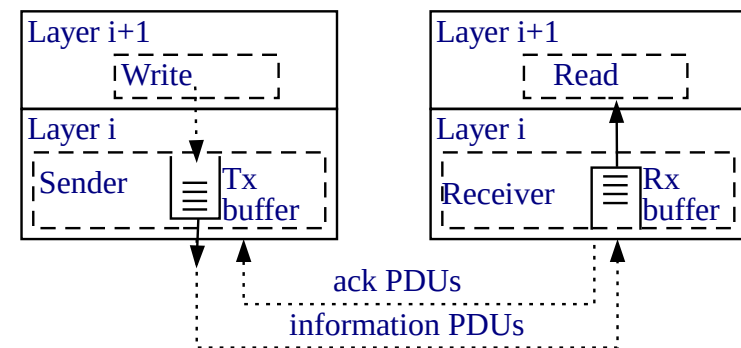 Layer i+1
Write
Layer i
Sender
Tx
buffer
Layer i+1
Read
Layer i
Receiver
Rx
buffer
ack PDUs
information PDUs